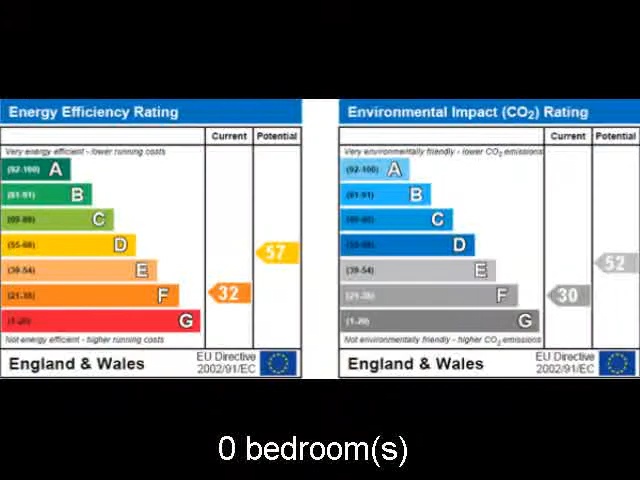 Energy Efficiency Rating
Current Potential
Very energy efficient - lower running costs
(92-100) A
(81-91) B
(69-80) C
(55-68) D
(39-54) E
(21-38) F
(1-20) G
57
32
Not energy efficient - higher running costs
England & Wales
EU Directive
2002/91/EC
Environmental Impact (CO2) Rating
Current Potential
Very environmentally friendly - lower CO2 emissions
(92-100) A
(81-91) B
(69-80) C
(55-68) D
(39-54) E
(21-38) F
(1-20) G
52
30
Not environmentally friendly - higher CO2 emissions
England & Wales
EU Directive
2002/91/EC
0 bedroom(s)